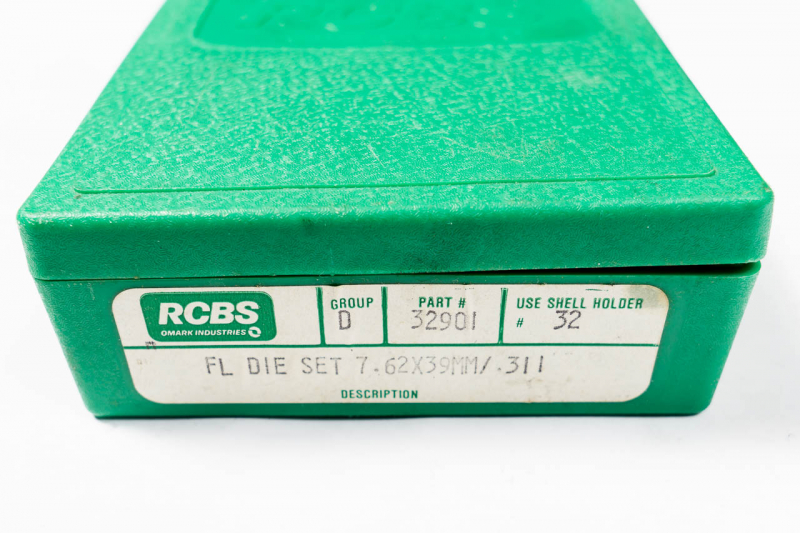 RCBS
OMARK INDUSTRIES
GROUP
D
PART #
32901
USE SHELL HOLDER
# 32
FL DIE SET 7.62X39MM/.311
DESCRIPTION